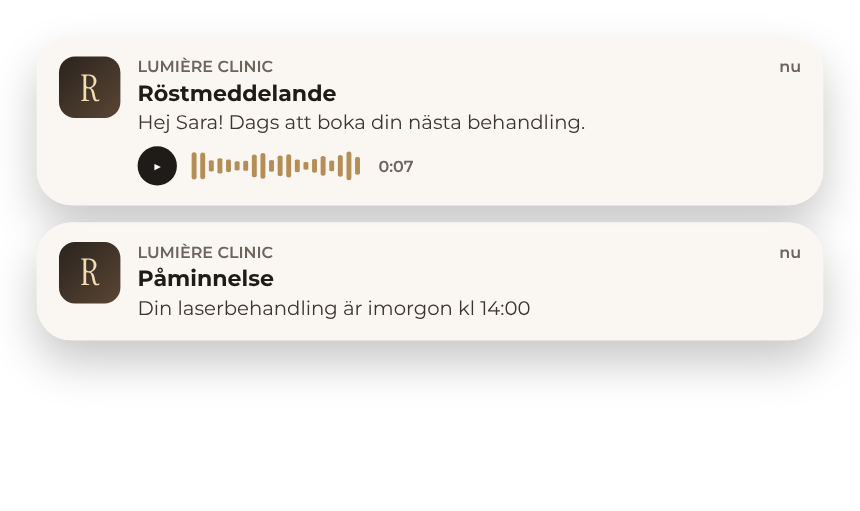 R
LUMIÈRE CLINIC
nu
Röstmeddelande
Hej Sara! Dags att boka din nästa behandling.
0:07
R
LUMIÈRE CLINIC
nu
Påminnelse
Din laserbehandling är imorgon kl 14:00